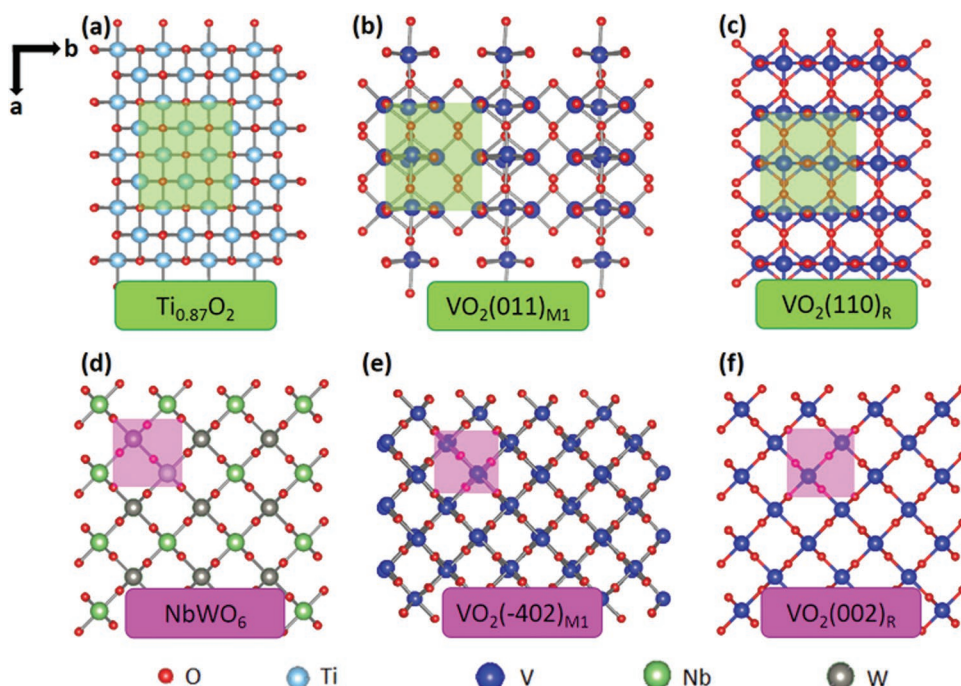 (a)
(b)
(c)
b
a
Ti₀.₈₇O₂
VO₂(011)M1
VO₂(110)R
(d)
(e)
(f)
NbWO₆
VO₂(-402)M1
VO₂(002)R
O Ti V Nb W